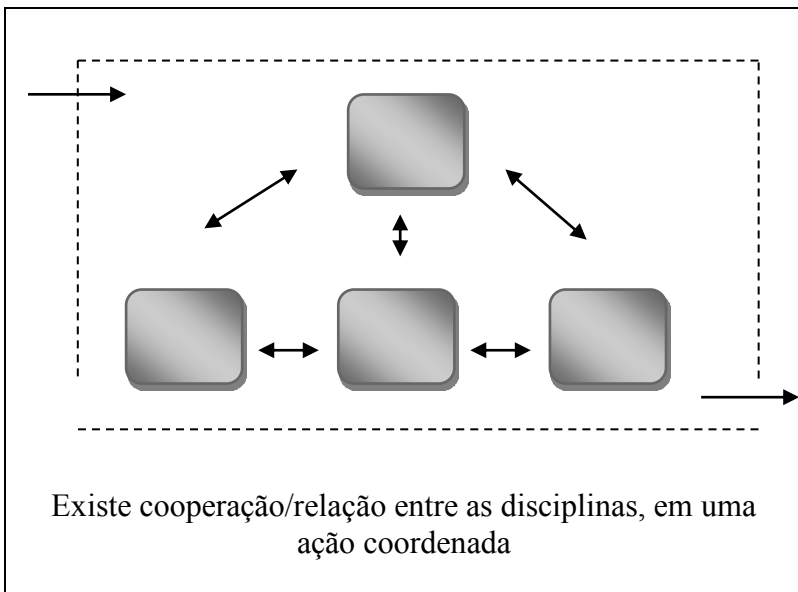 Existe cooperação/relação entre as disciplinas, em uma
ação coordenada